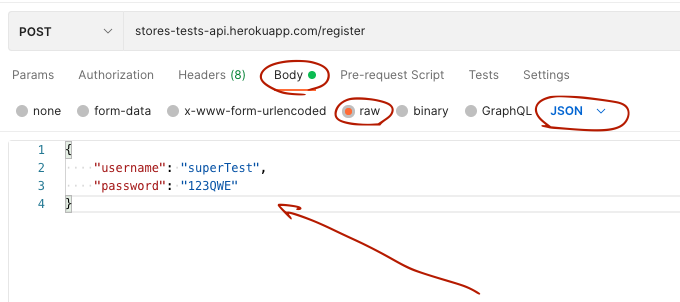 POST stores-tests-api.herokuapp.com/register
Params Authorization Headers (8) Body Pre-request Script Tests Settings
none form-data x-www-form-urlencoded raw binary GraphQL JSON
1 {
2 "username": "superTest",
3 "password": "123QWE"
4 }